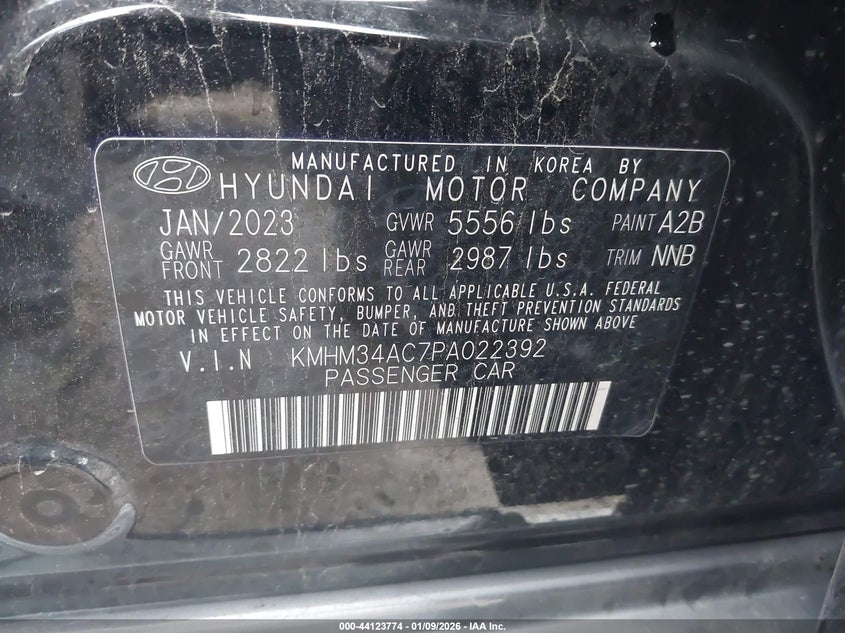 MANUFACTURED IN KOREA BY
HYUNDAI MOTOR COMPANY
JAN/2023 GVWR 5556 lbs PAINT A2B
GAWR FRONT 2822 lbs GAWR REAR 2987 lbs TRIM NNB
THIS VEHICLE CONFORMS TO ALL APPLICABLE U.S.A. FEDERAL
MOTOR VEHICLE SAFETY, BUMPER, AND THEFT PREVENTION STANDARDS
IN EFFECT ON THE DATE OF MANUFACTURE SHOWN ABOVE
V.I.N KMHM34AC7PA022392
PASSENGER CAR
000-44123774 - 01/09/2026 - IAA Inc.